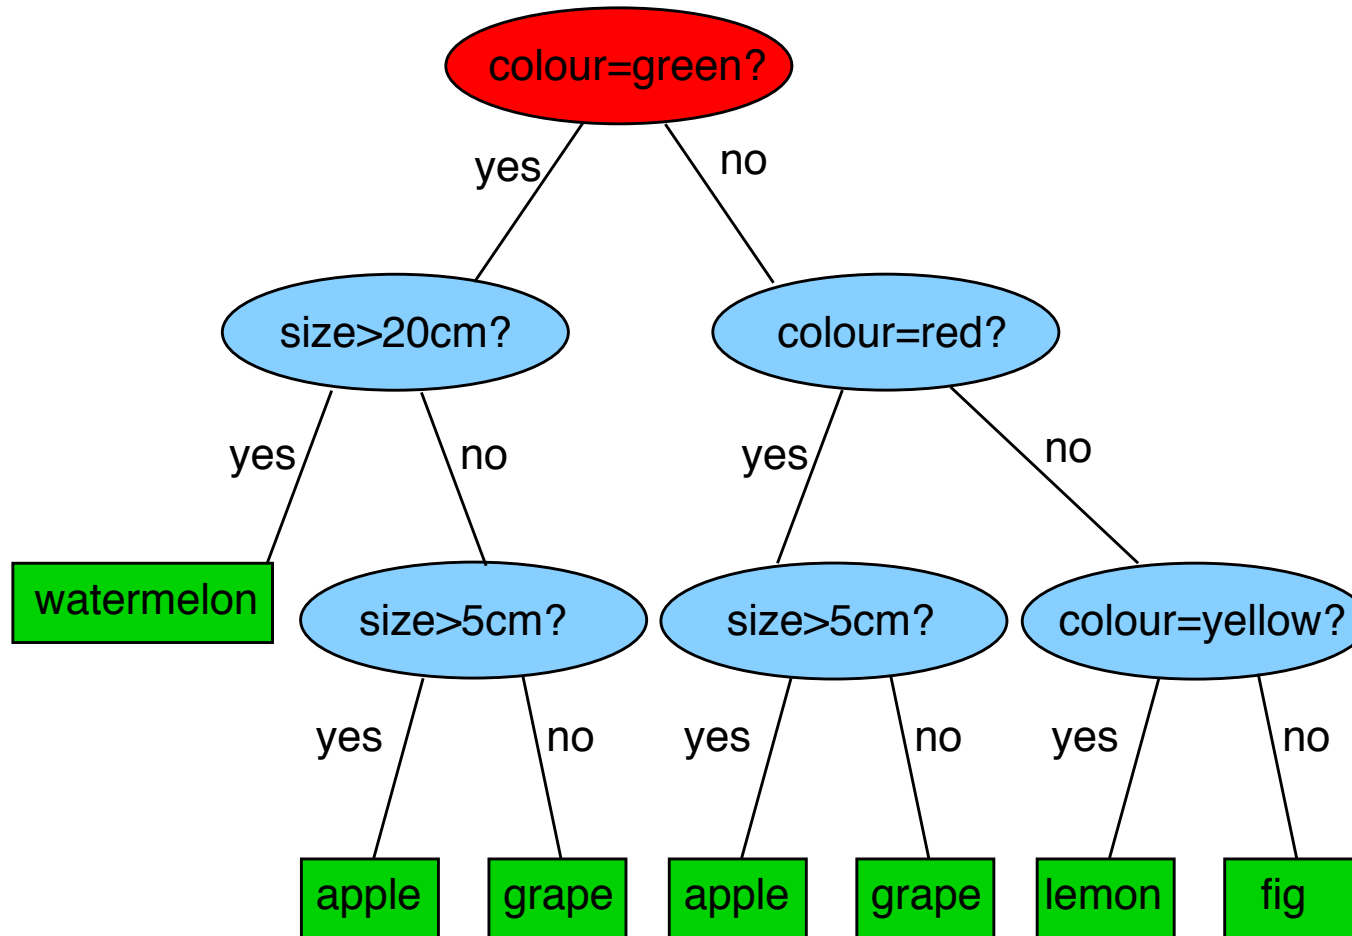 colour=green?
yes
no
size>20cm?
colour=red?
yes
no
yes
no
watermelon
size>5cm?
size>5cm?
colour=yellow?
yes
no
yes
no
yes
no
apple
grape
apple
grape
lemon
fig